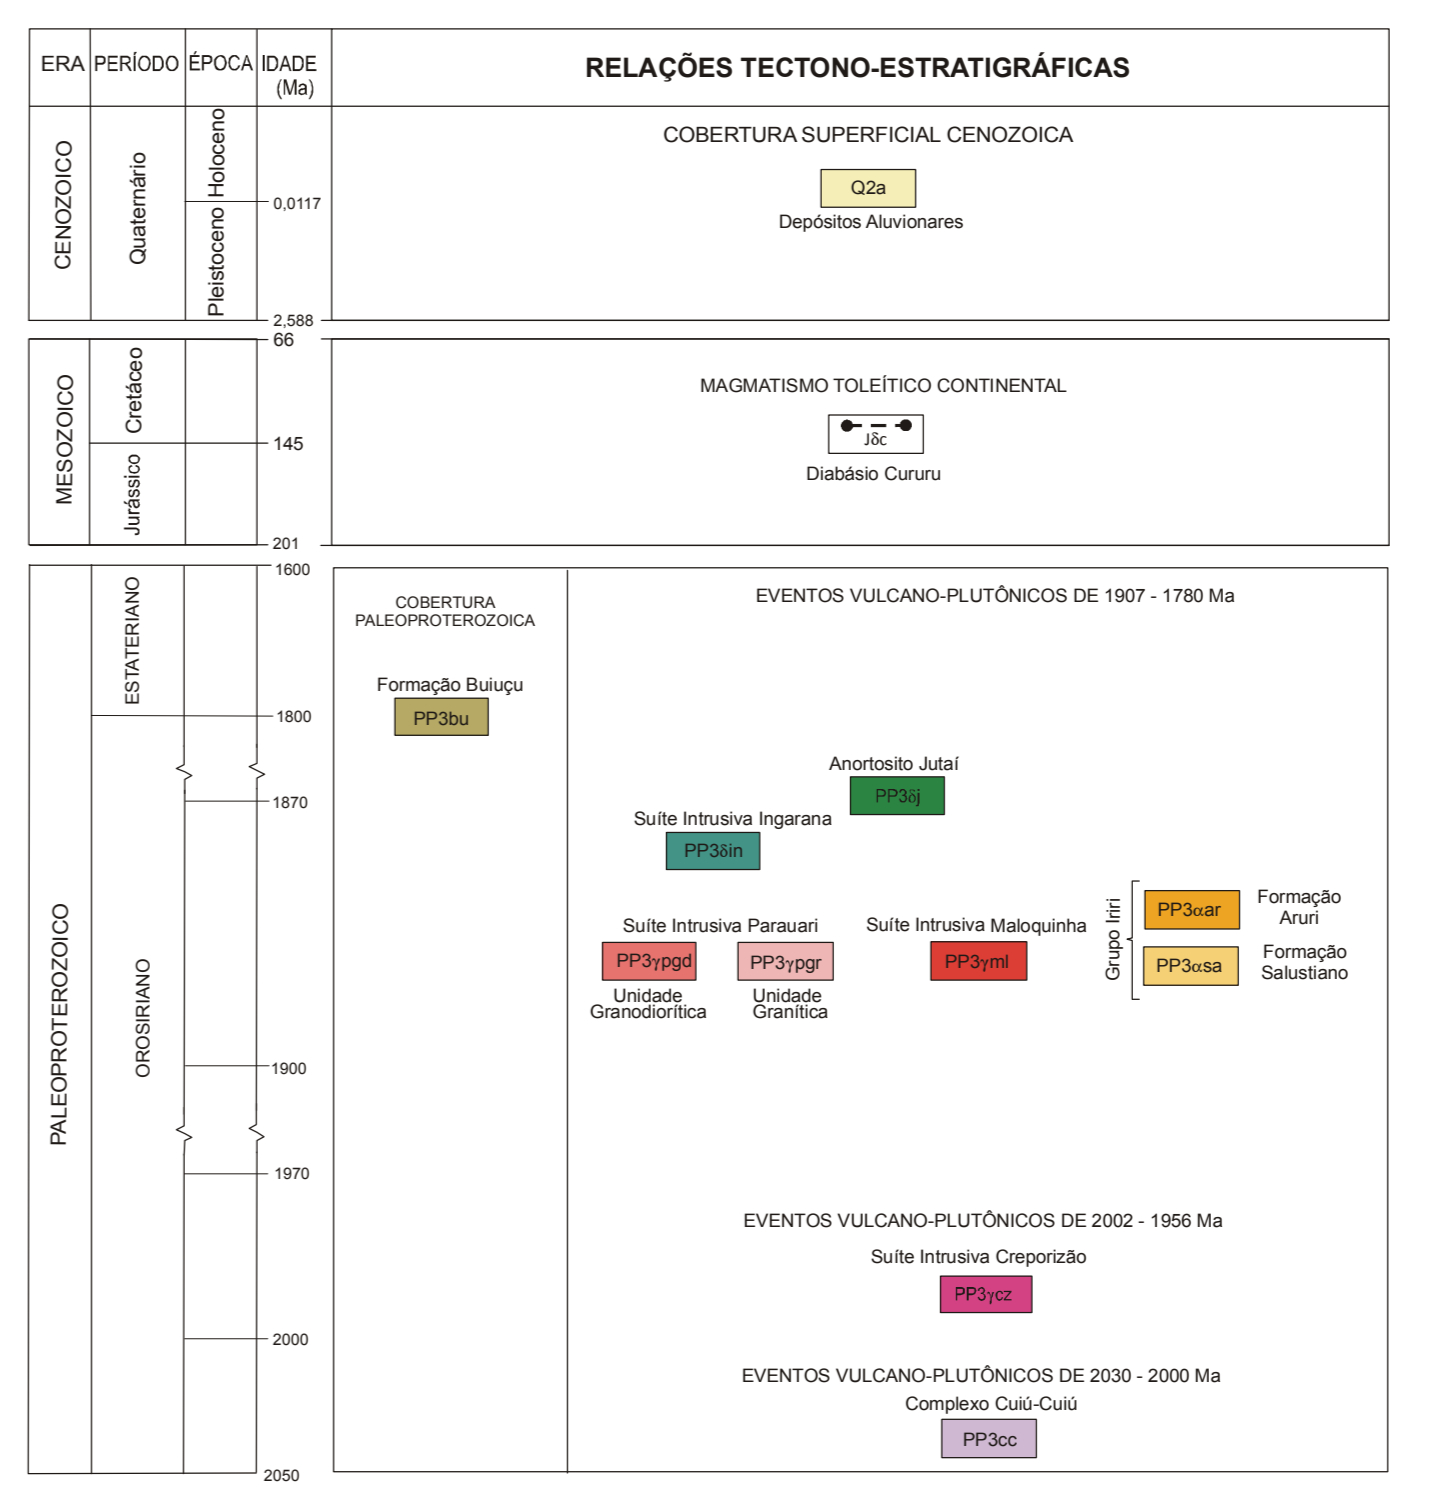 ERA
PERÍODO
ÉPOCA
IDADE
(Ma)
RELAÇÕES TECTONO-ESTRATIGRÁFICAS
CENOZOICO
Quaternário
Holoceno
Pleistoceno
0,0117
2,588
COBERTURA SUPERFICIAL CENOZOICA
Q2a
Depósitos Aluvionares
MESOZOICO
Cretáceo
Jurássico
66
145
201
MAGMATISMO TOLEÍTICO CONTINENTAL
Jδc
Diabásio Cururu
PALEOPROTEROZOICO
ESTATERIANO
OROSIRIANO
1600
1800
1870
1900
1970
2000
2050
COBERTURA
PALEOPROTEROZOICA
Formação Buiuçu
PP3bu
EVENTOS VULCANO-PLUTÔNICOS DE 1907 - 1780 Ma
Anortosito Jutaí
PP3δj
Suíte Intrusiva Ingarana
PP3δin
Suíte Intrusiva Parauari
PP3γpgd
PP3γpgr
Unidade
Granodiorítica
Unidade
Granítica
Suíte Intrusiva Maloquinha
PP3γml
Grupo Iriri
PP3αar
Formação
Aruri
PP3αsa
Formação
Salustiano
EVENTOS VULCANO-PLUTÔNICOS DE 2002 - 1956 Ma
Suíte Intrusiva Creporizão
PP3γcz
EVENTOS VULCANO-PLUTÔNICOS DE 2030 - 2000 Ma
Complexo Cuiú-Cuiú
PP3cc